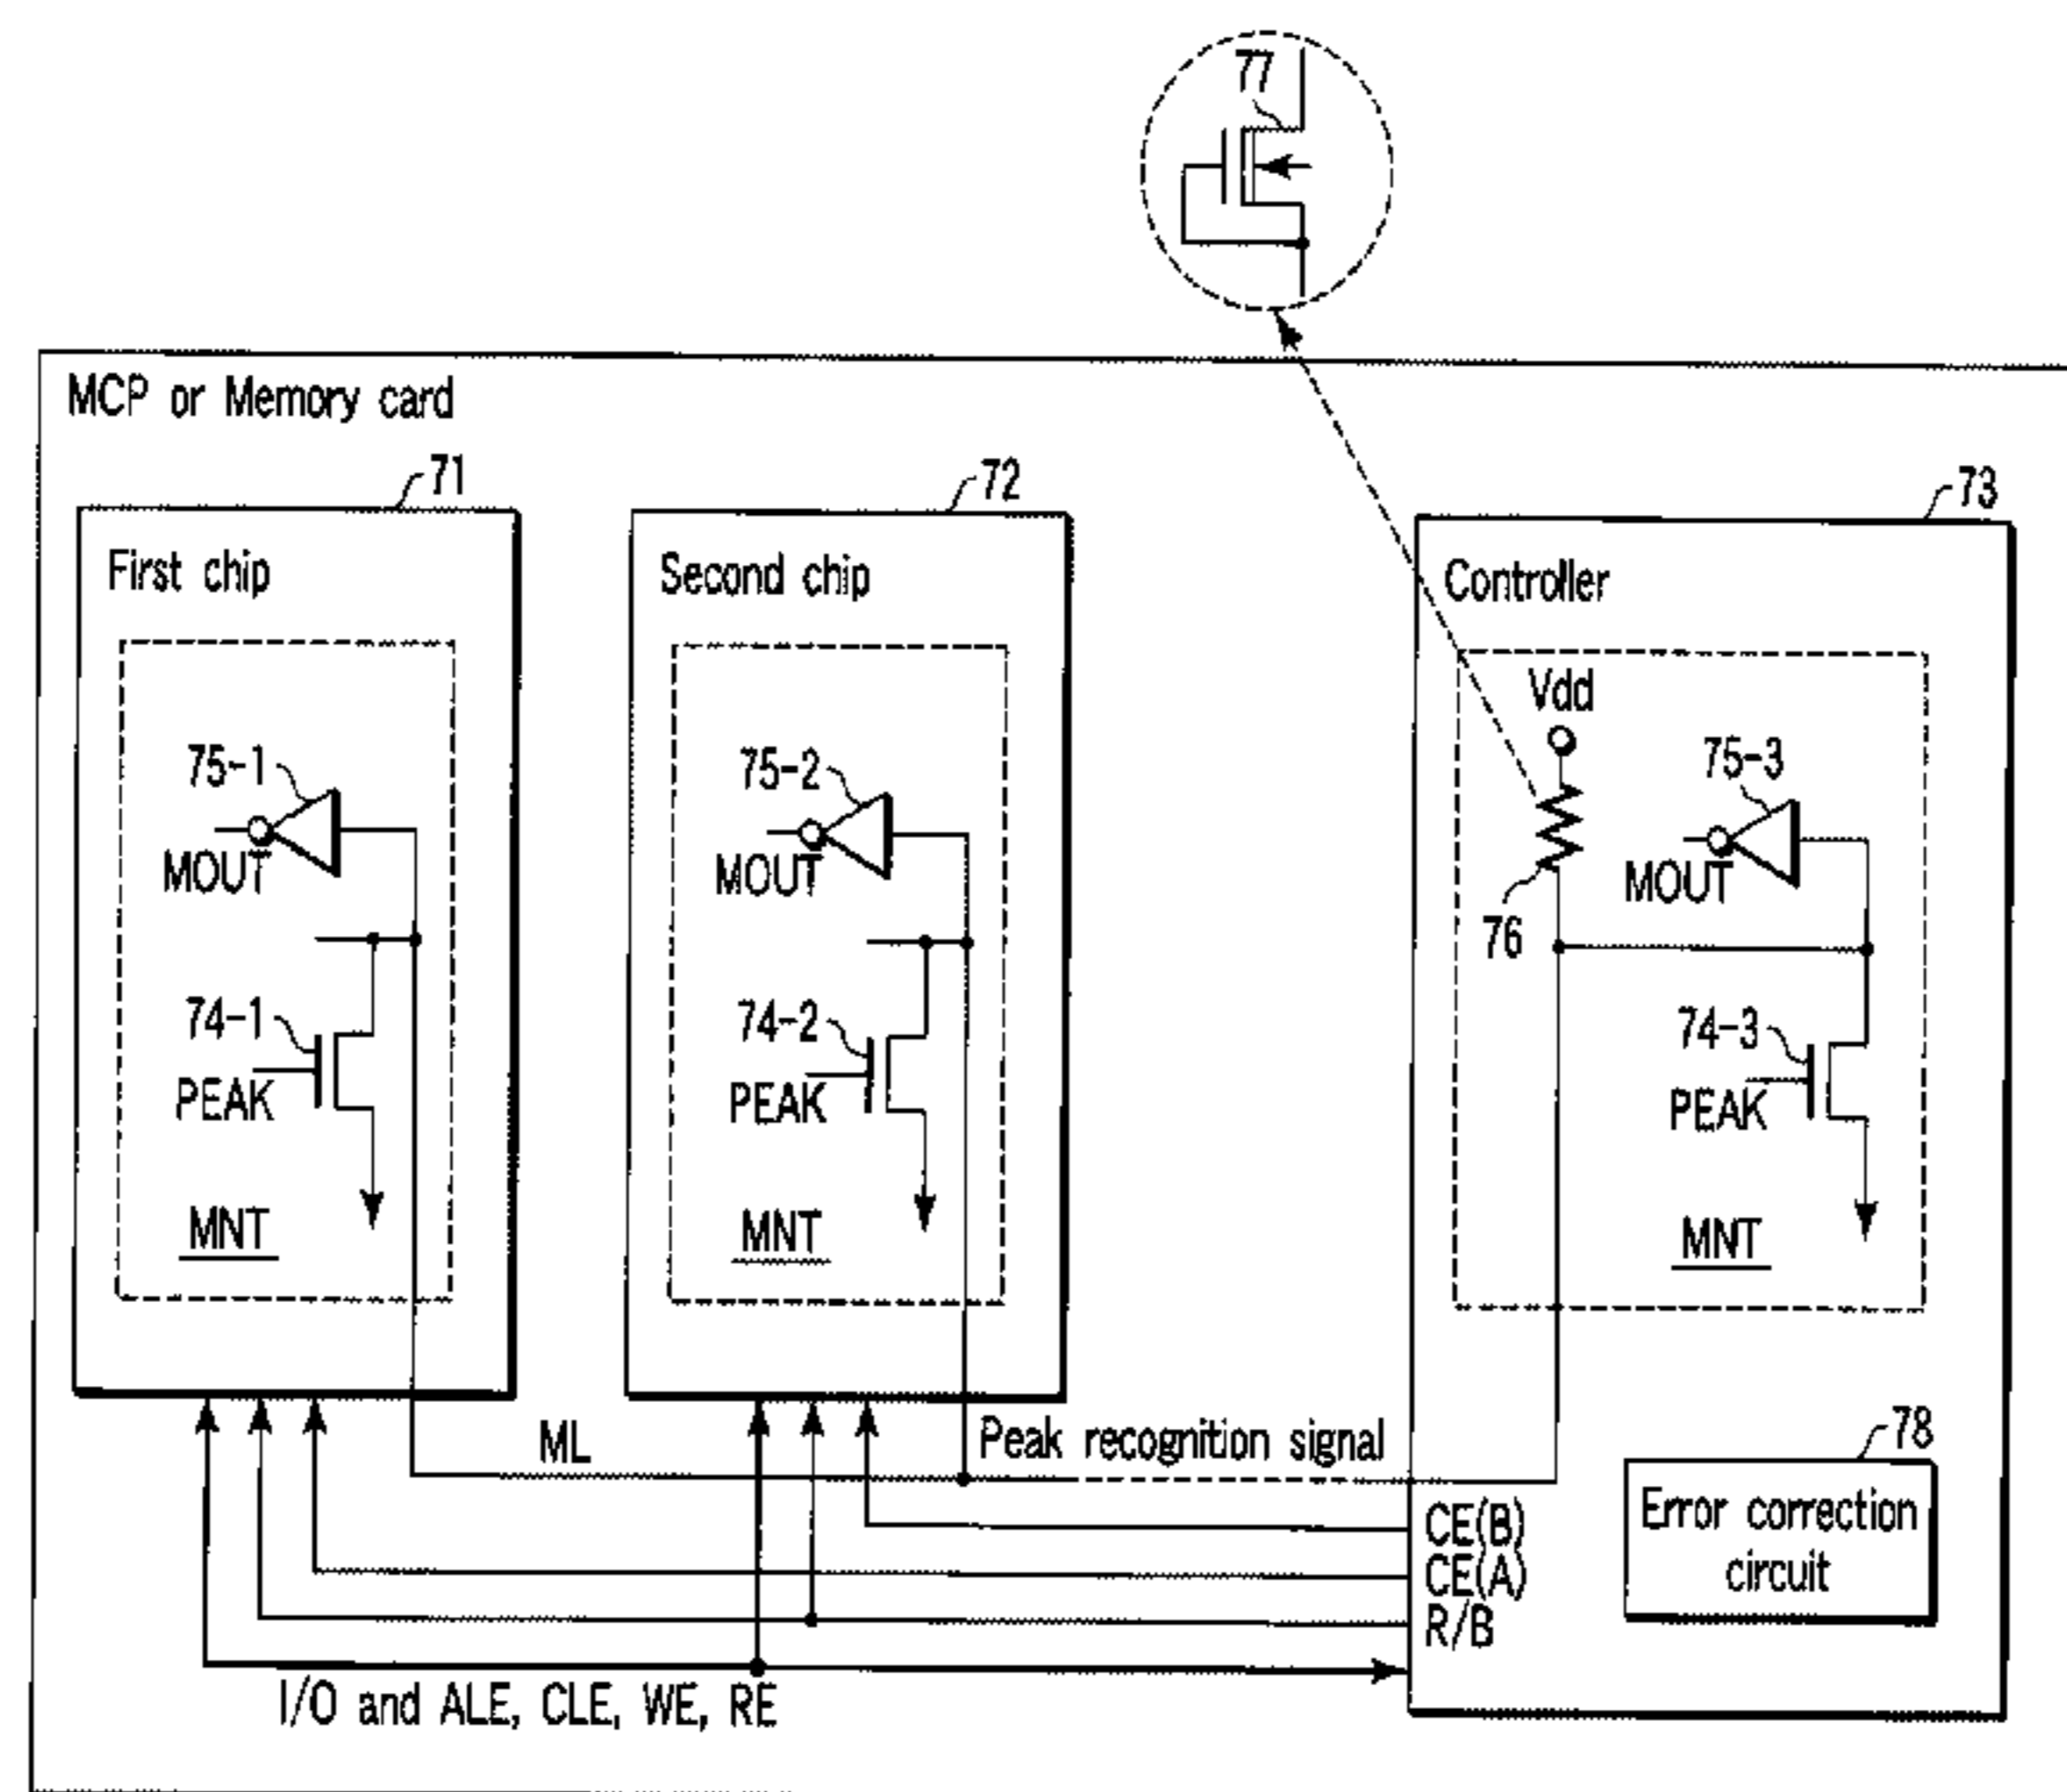 77
MCP or Memory card
71
72
73
First chip
Second chip
Controller
Vdd
75-1
75-2
75-3
MOUT
MOUT
MOUT
76
74-1
74-2
74-3
PEAK
PEAK
PEAK
MNT
MNT
MNT
ML
Peak recognition signal
78
CE(B)
CE(A)
R/B
Error correction
circuit
I/O and ALE, CLE, WE, RE